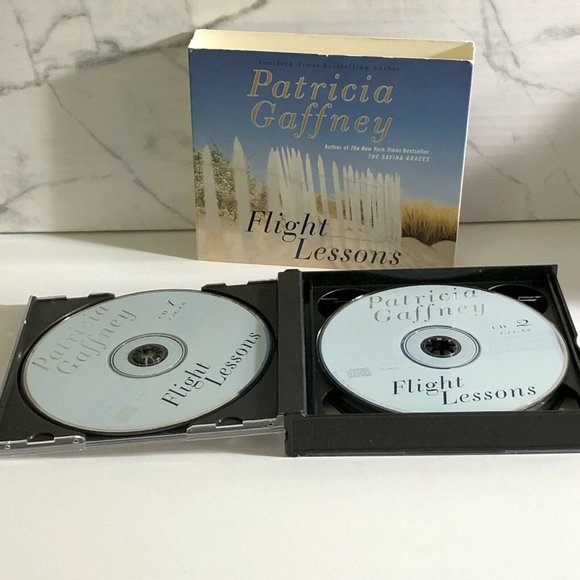 New York Times Bestselling Author
Patricia
Gaffney
Author of The New York Times Bestseller
THE SAVING GRACES
Flight
Lessons
Patricia
Gaffney
CD 1
Flight
Lessons
Patricia
Gaffney
CD 2
Flight
Lessons